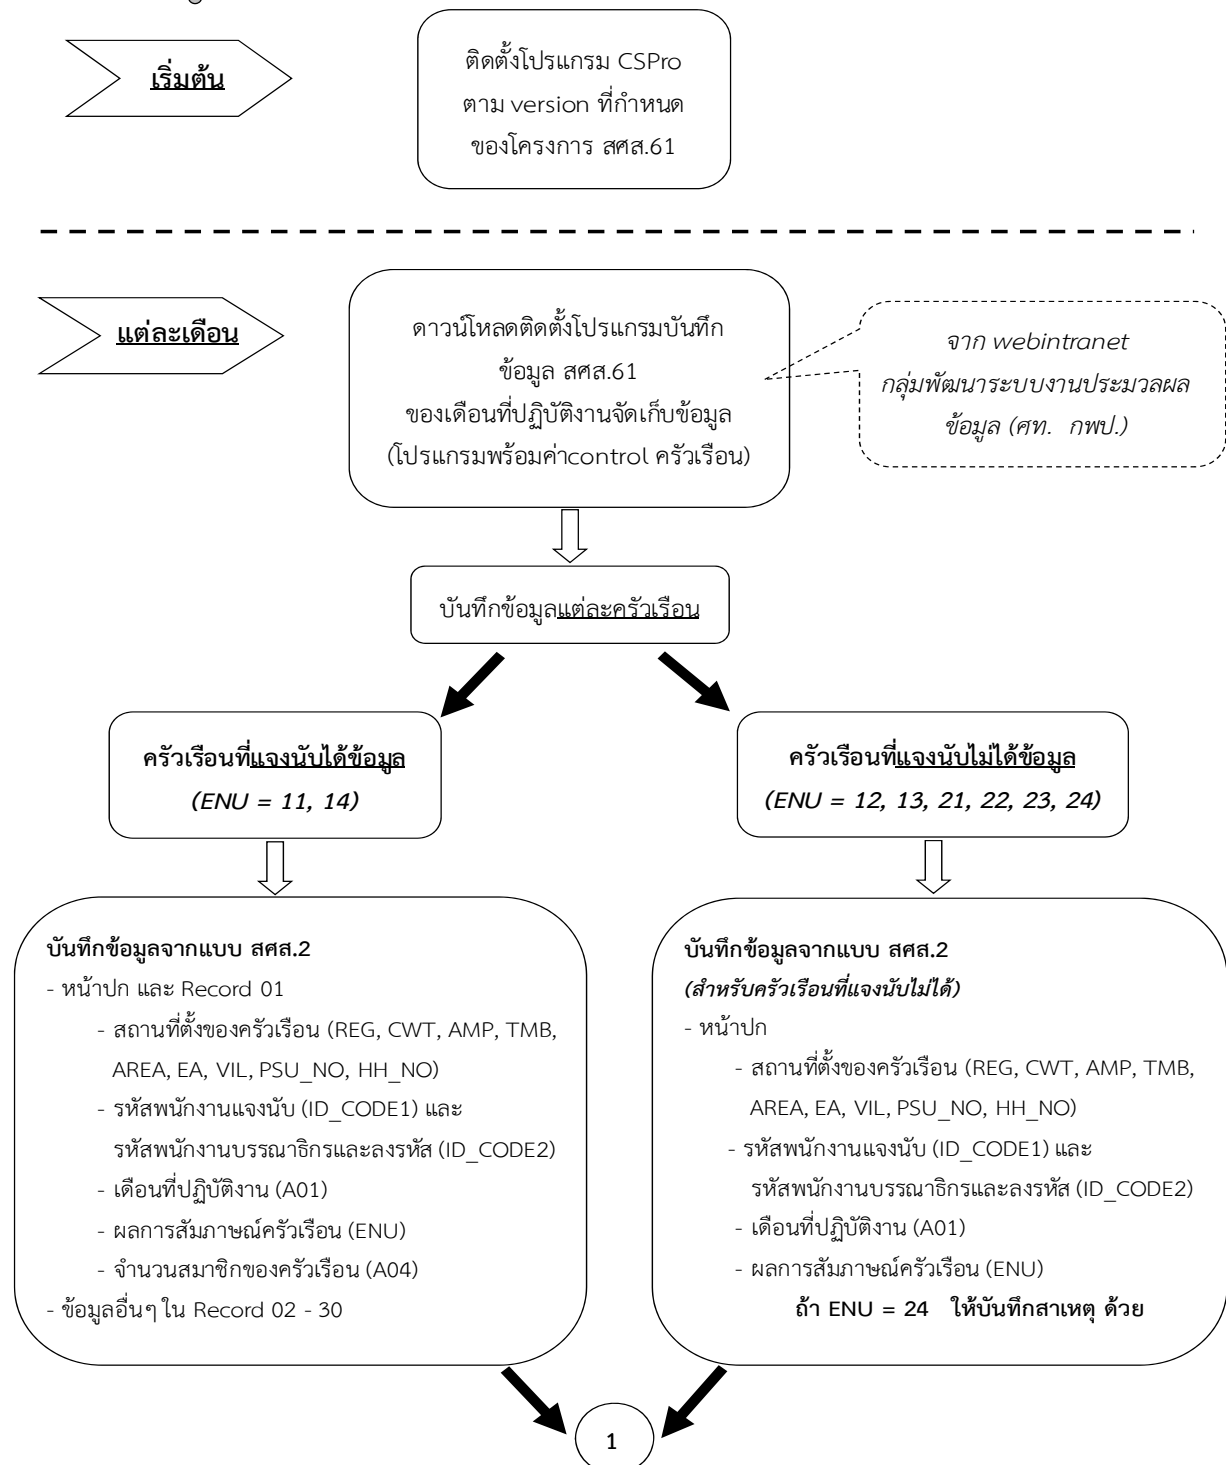 เริ่มต้น
ติดตั้งโปรแกรม CSPro
ตาม version ที่กำหนด
ของโครงการ สศส.61
แต่ละเดือน
ดาวน์โหลดติดตั้งโปรแกรมบันทึก
ข้อมูล สศส.61
ของเดือนที่ปฏิบัติงานจัดเก็บข้อมูล
(โปรแกรมพร้อมค่าcontrol ครัวเรือน)
จาก webintranet
กลุ่มพัฒนาระบบงานประมวลผล
ข้อมูล (ศท. กพป.)
บันทึกข้อมูลแต่ละครัวเรือน
ครัวเรือนที่แจงนับได้ข้อมูล
(ENU = 11, 14)
ครัวเรือนที่แจงนับไม่ได้ข้อมูล
(ENU = 12, 13, 21, 22, 23, 24)
บันทึกข้อมูลจากแบบ สศส.2
- หน้าปก และ Record 01
- สถานที่ตั้งของครัวเรือน (REG, CWT, AMP, TMB,
AREA, EA, VIL, PSU_NO, HH_NO)
- รหัสพนักงานแจงนับ (ID_CODE1) และ
รหัสพนักงานบรรณาธิกรและลงรหัส (ID_CODE2)
- เดือนที่ปฏิบัติงาน (A01)
- ผลการสัมภาษณ์ครัวเรือน (ENU)
- จำนวนสมาชิกของครัวเรือน (A04)
- ข้อมูลอื่นๆ ใน Record 02 - 30
บันทึกข้อมูลจากแบบ สศส.2
(สำหรับครัวเรือนที่แจงนับไม่ได้)
- หน้าปก
- สถานที่ตั้งของครัวเรือน (REG, CWT, AMP, TMB,
AREA, EA, VIL, PSU_NO, HH_NO)
- รหัสพนักงานแจงนับ (ID_CODE1) และ
รหัสพนักงานบรรณาธิกรและลงรหัส (ID_CODE2)
- เดือนที่ปฏิบัติงาน (A01)
- ผลการสัมภาษณ์ครัวเรือน (ENU)
ถ้า ENU = 24 ให้บันทึกสาเหตุ ด้วย
1